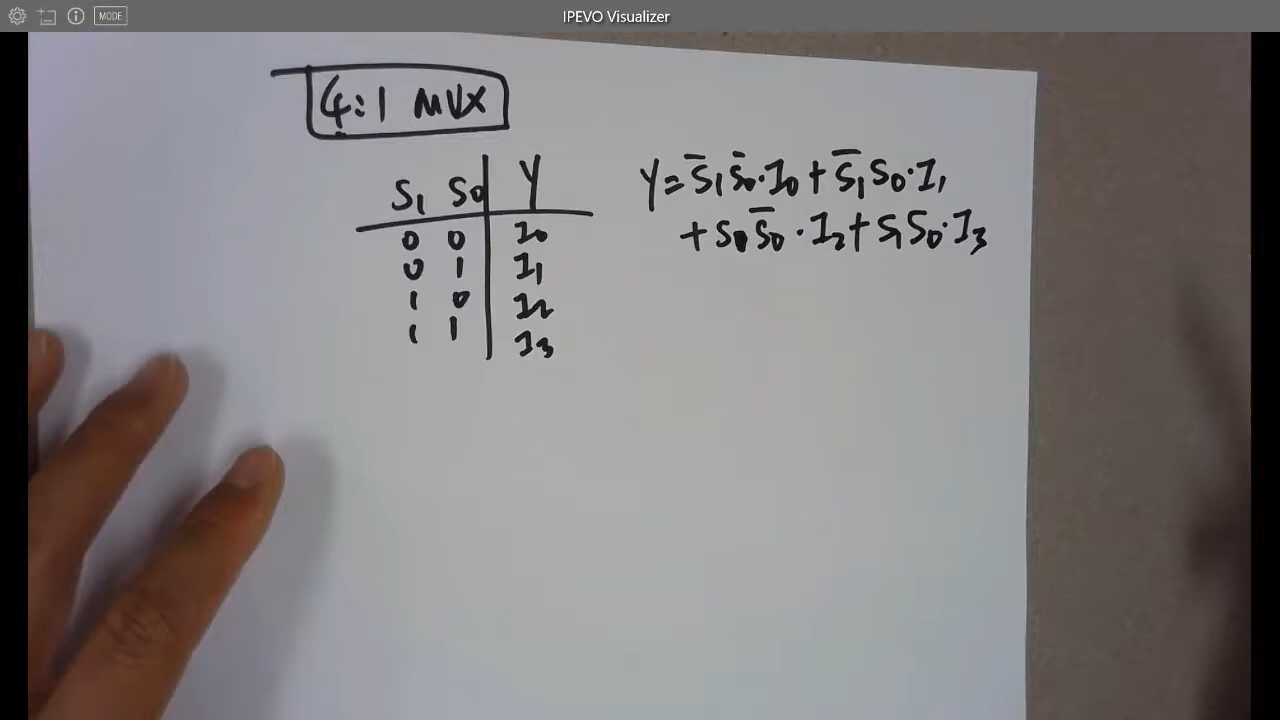 MODE
IPEVO Visualizer
4:1 MUX
S₁ S₀ Y
0 0 I₀
0 1 I₁
1 0 I₂
1 1 I₃
Y = S̅₁S̅₀·I₀ + S̅₁S₀·I₁
+ S₀S̅₀·I₂ + S₁S₀·I₃